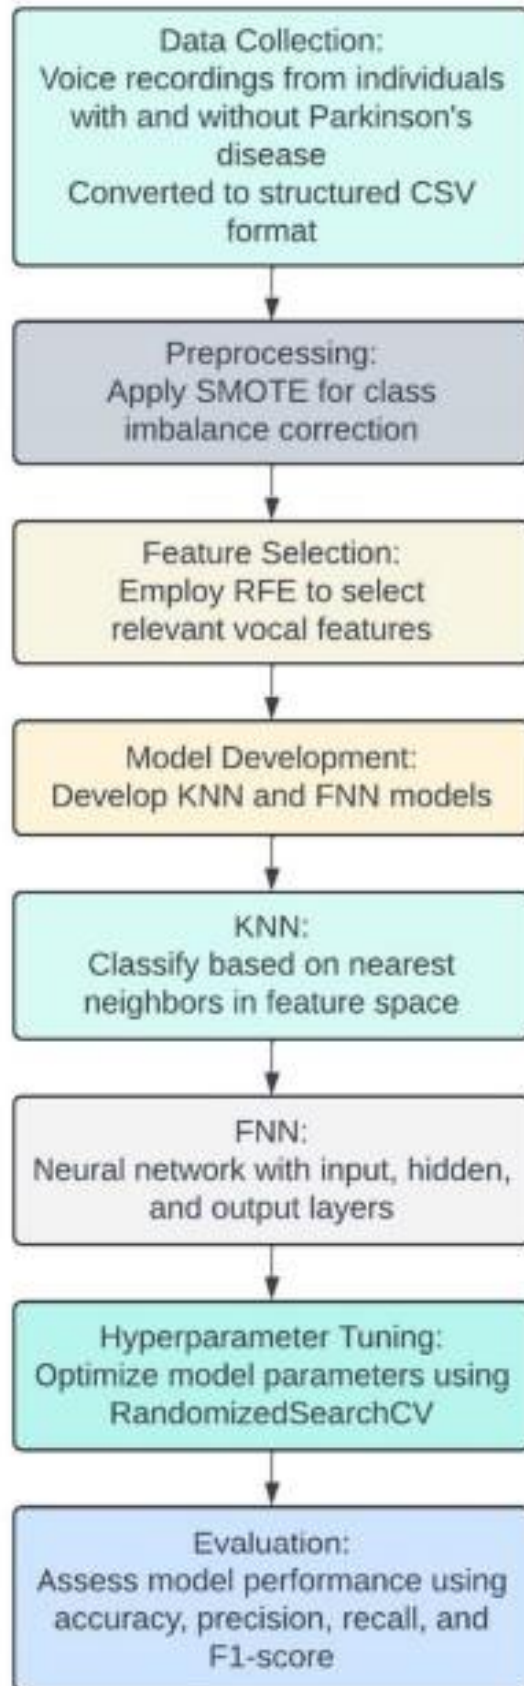 Data Collection:
Voice recordings from individuals
with and without Parkinson's
disease
Converted to structured CSV
format
Preprocessing:
Apply SMOTE for class
imbalance correction
Feature Selection:
Employ RFE to select
relevant vocal features
Model Development:
Develop KNN and FNN models
KNN:
Classify based on nearest
neighbors in feature space
FNN:
Neural network with input, hidden,
and output layers
Hyperparameter Tuning:
Optimize model parameters using
RandomizedSearchCV
Evaluation:
Assess model performance using
accuracy, precision, recall, and
F1-score